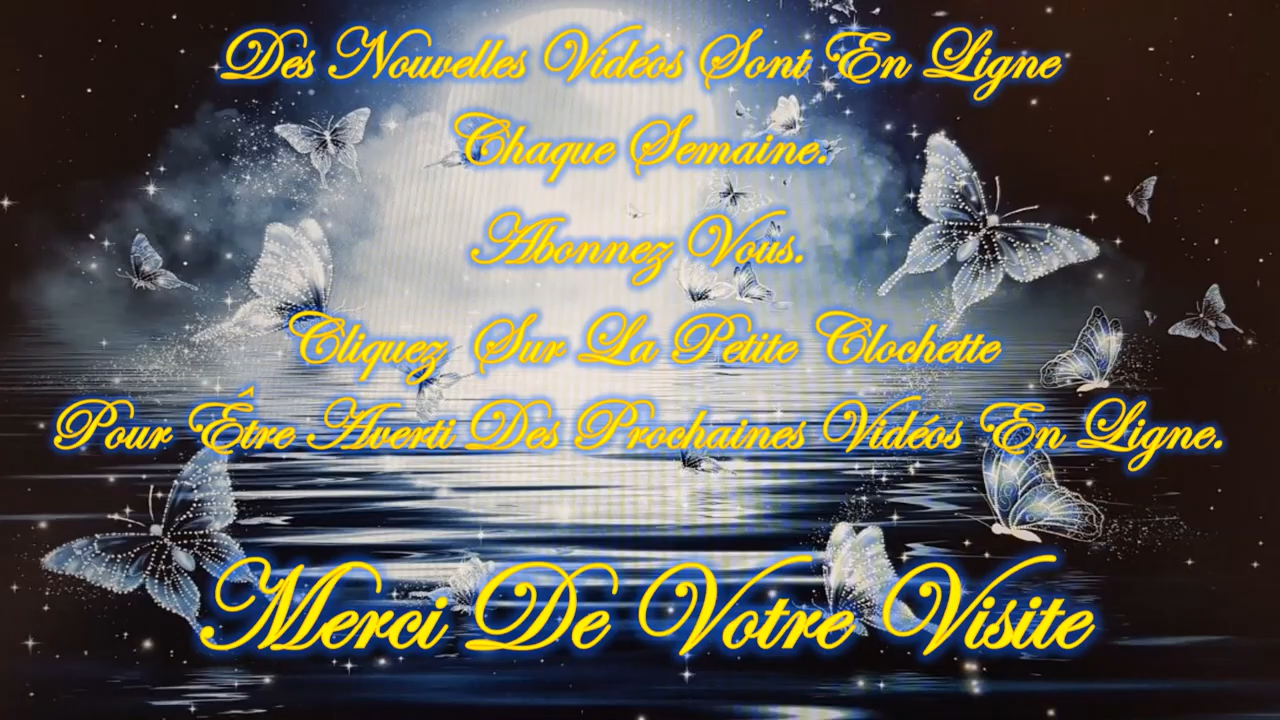 Des Nouvelles Vidéos Sont En Ligne
Chaque Semaine.
Abonnez Vous.
Cliquez Sur La Petite Clochette
Pour Être Averti Des Prochaines Vidéos En Ligne.
Merci De Votre Visite